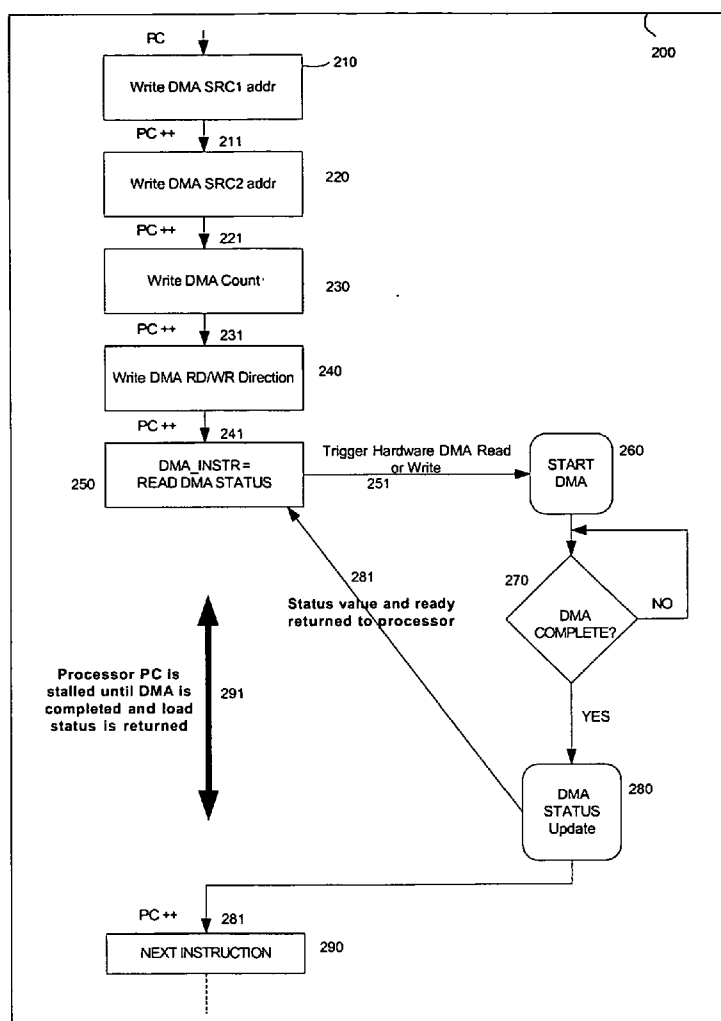 PC
200
210
Write DMA SRC1 addr
PC ++
211
Write DMA SRC2 addr
220
PC ++
221
Write DMA Count
230
PC ++
231
Write DMA RD/WR Direction
240
PC ++
241
DMA_INSTR =
READ DMA STATUS
250
Trigger Hardware DMA Read
or Write
251
START
DMA
260
270
DMA
COMPLETE?
NO
281
Status value and ready
returned to processor
Processor PC is
stalled until DMA is
completed and load
status is returned
291
YES
DMA
STATUS
Update
280
PC ++
281
NEXT INSTRUCTION
290